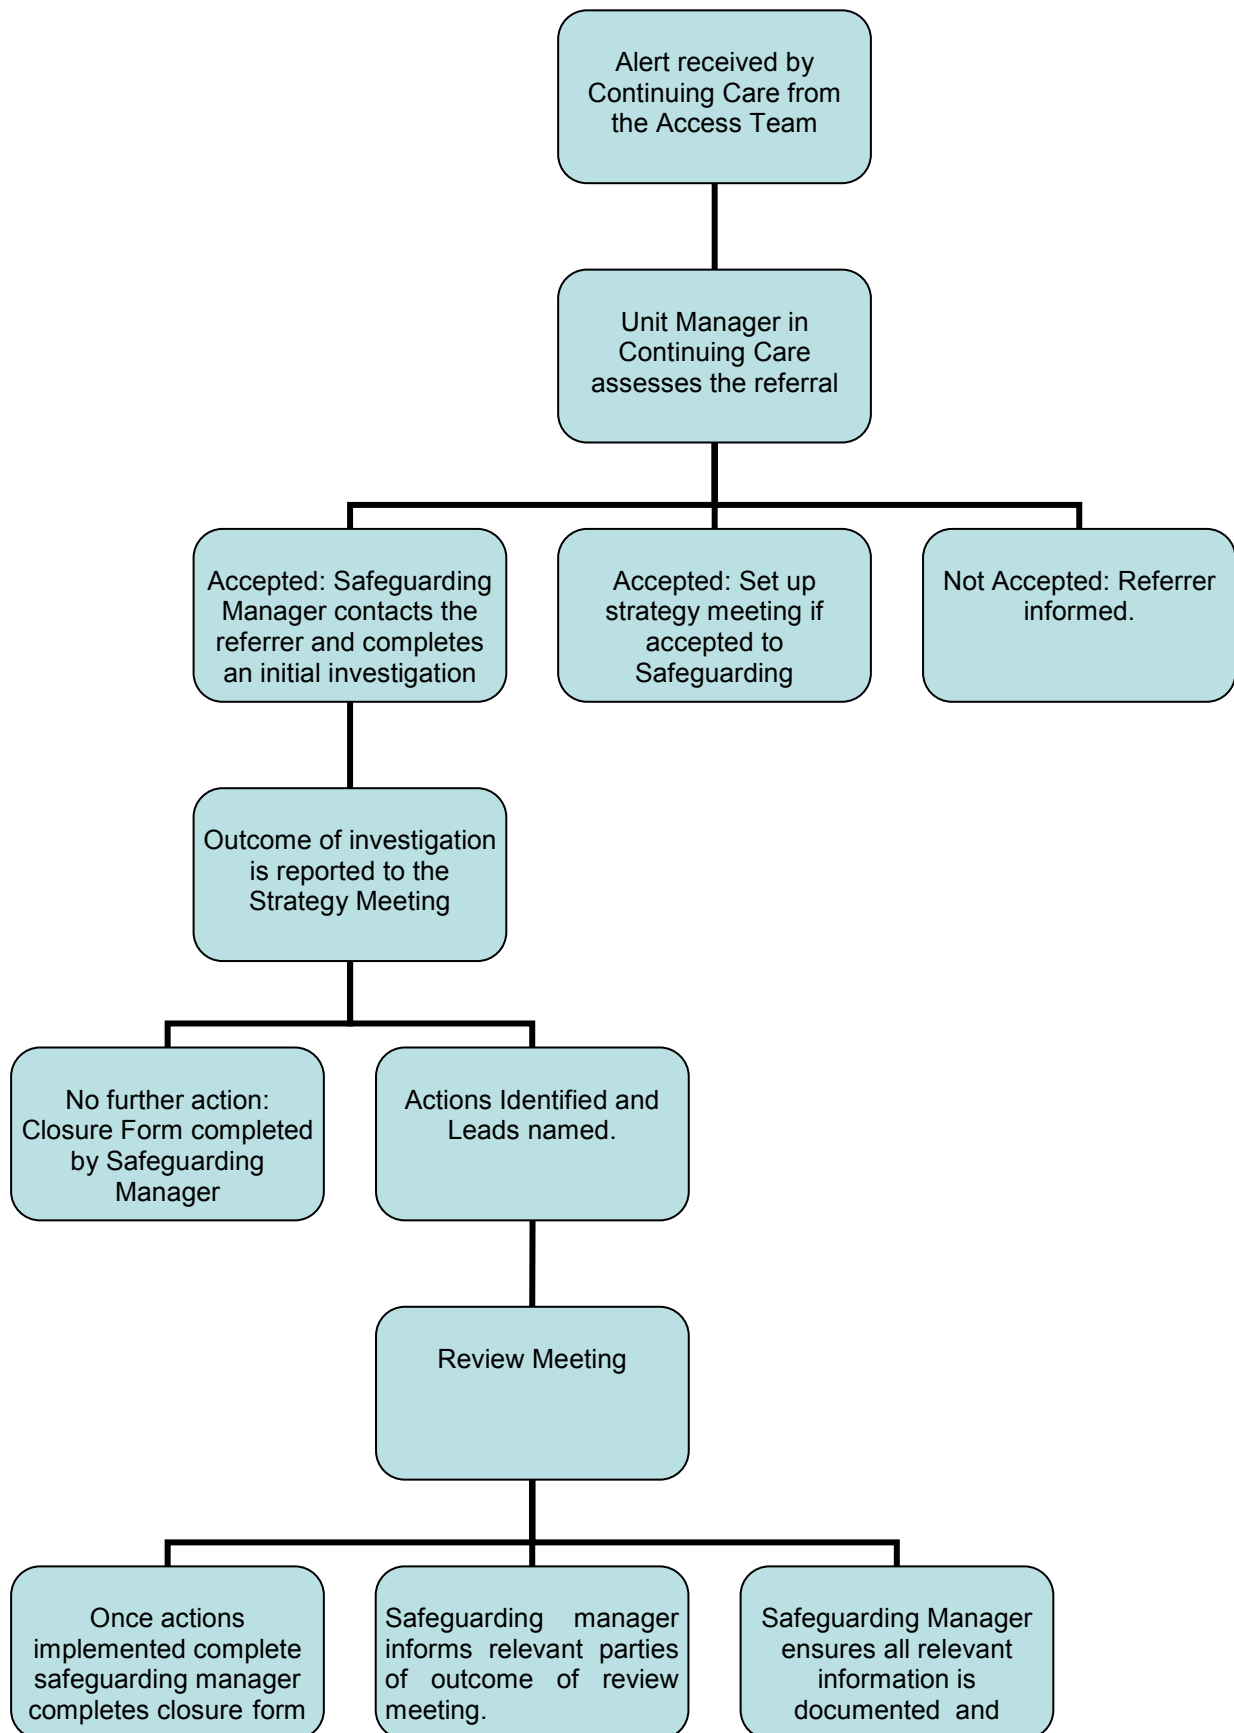 Alert received by
Continuing Care from
the Access Team
Unit Manager in
Continuing Care
assesses the referral
Accepted: Safeguarding
Manager contacts the
referrer and completes
an initial investigation
Accepted: Set up
strategy meeting if
accepted to
Safeguarding
Not Accepted: Referrer
informed.
Outcome of investigation
is reported to the
Strategy Meeting
No further action:
Closure Form completed
by Safeguarding
Manager
Actions Identified and
Leads named.
Review Meeting
Once actions
implemented complete
safeguarding manager
completes closure form
Safeguarding manager
informs relevant parties
of outcome of review
meeting.
Safeguarding Manager
ensures all relevant
information is
documented and